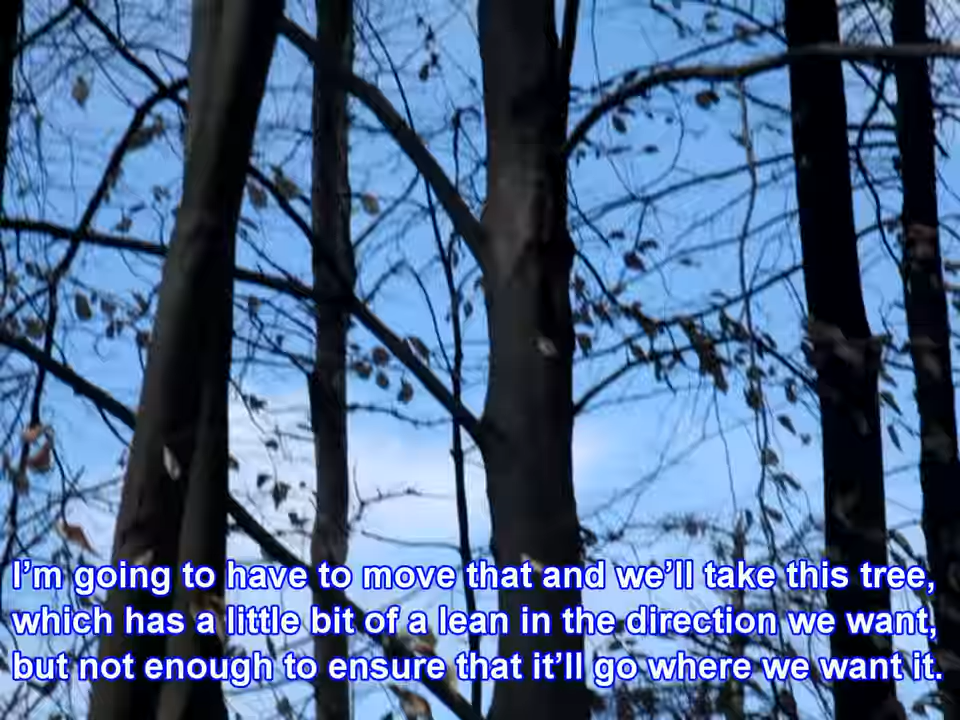 I’m going to have to move that and we’ll take this tree,
which has a little bit of a lean in the direction we want,
but not enough to ensure that it’ll go where we want it.